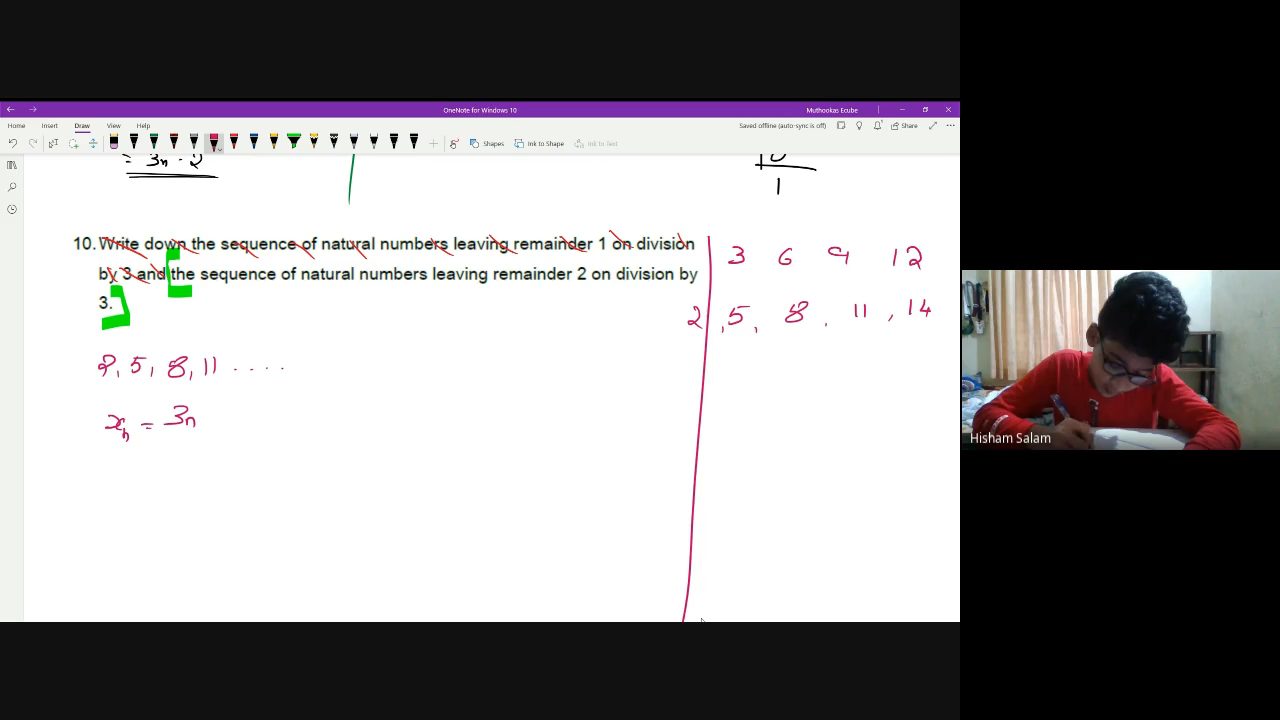 OneNote for Windows 10
Muthookas Ecube
Home Insert Draw View Help
Saved offline (auto-sync is off)
Share
Shapes
Ink to Shape
Ink to Text
= 3n - 2
1
10. Write down the sequence of natural numbers leaving remainder 1 on division
by 3 and the sequence of natural numbers leaving remainder 2 on division by
3.
3 6 9 12
2, 5, 8, 11, 14
2, 5, 8, 11 ....
xn = 3n
Hisham Salam